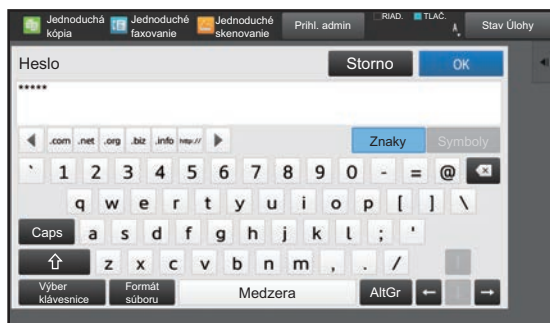 Jednoduchá kópia
Jednoduché faxovanie
Jednoduché skenovanie
Prihl. admin
RIAD.
TLAČ.
Stav Úlohy
Heslo
Storno
OK
*****
.com .net .org .biz .info http://
Znaky
Symboly
` 1 2 3 4 5 6 7 8 9 0 - = @
q w e r t y u i o p [ ] \
Caps a s d f g h j k l ; '
z x c v b n m , . /
Výber klávesnice
Formát súboru
Medzera
AltGr